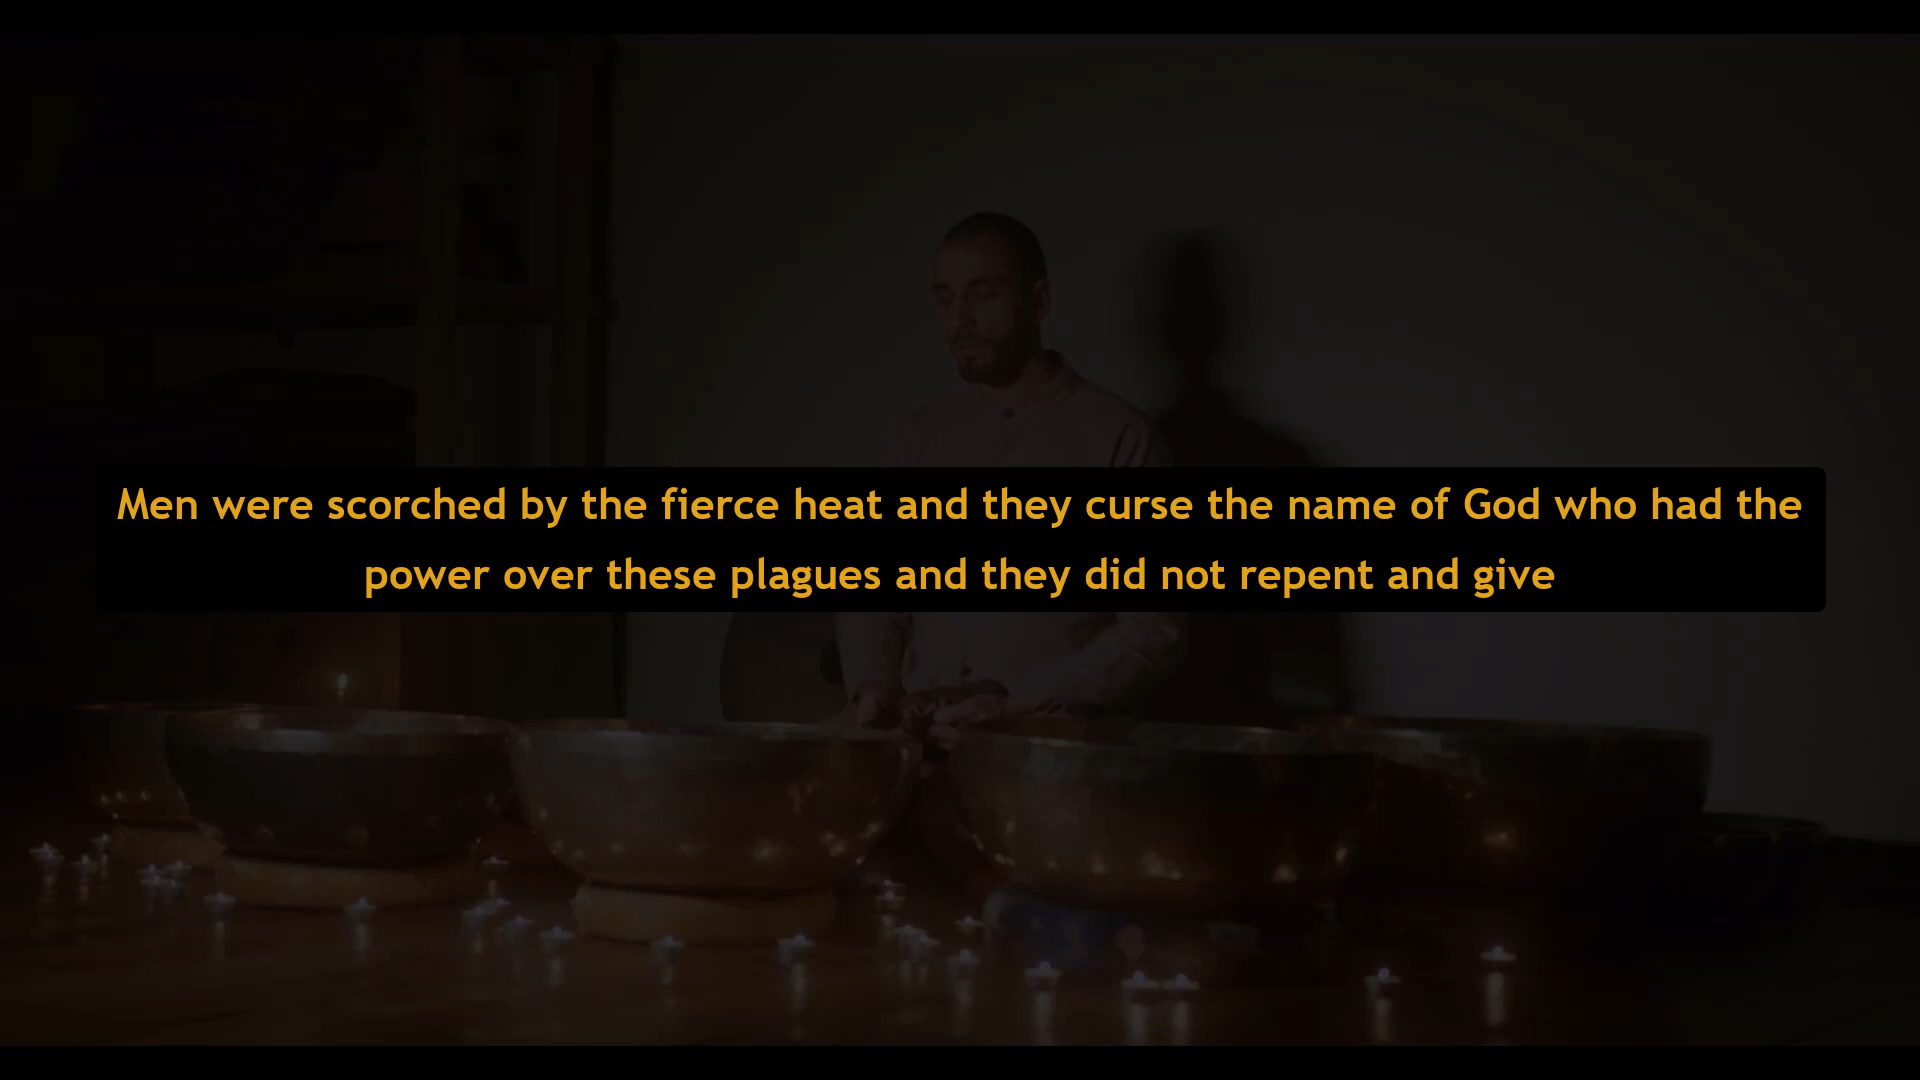 Men were scorched by the fierce heat and they curse the name of God who had the
power over these plagues and they did not repent and give